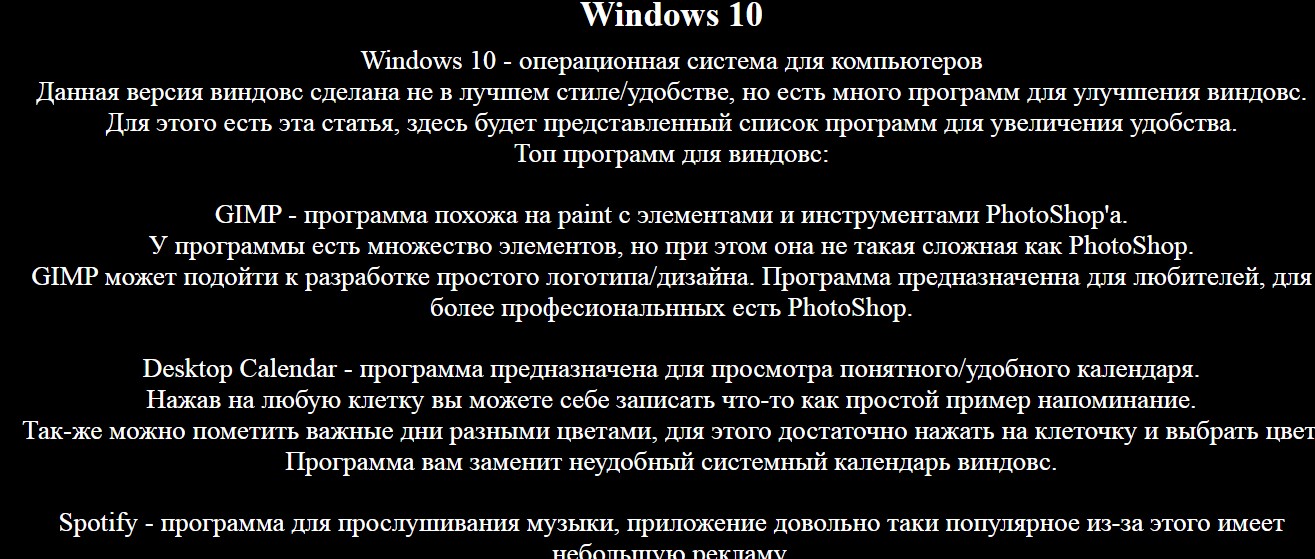 Windows 10
Windows 10 - операционная система для компьютеров
Данная версия виндовс сделана не в лучшем стиле/удобстве, но есть много программ для улучшения виндовс.
Для этого есть эта статья, здесь будет представленный список программ для увеличения удобства.
Топ программ для виндовс:
GIMP - программа похожа на paint с элементами и инструментами PhotoShop'a.
У программы есть множество элементов, но при этом она не такая сложная как PhotoShop.
GIMP может подойти к разработке простого логотипа/дизайна. Программа предназначенна для любителей, для
более професиональнных есть PhotoShop.
Desktop Calendar - программа предназначена для просмотра понятного/удобного календаря.
Нажав на любую клетку вы можете себе записать что-то как простой пример напоминание.
Так-же можно пометить важные дни разными цветами, для этого достаточно нажать на клеточку и выбрать цвет
Программа вам заменит неудобный системный календарь виндовс.
Spotify - программа для прослушивания музыки, приложение довольно таки популярное из-за этого имеет
небольшую рекламу